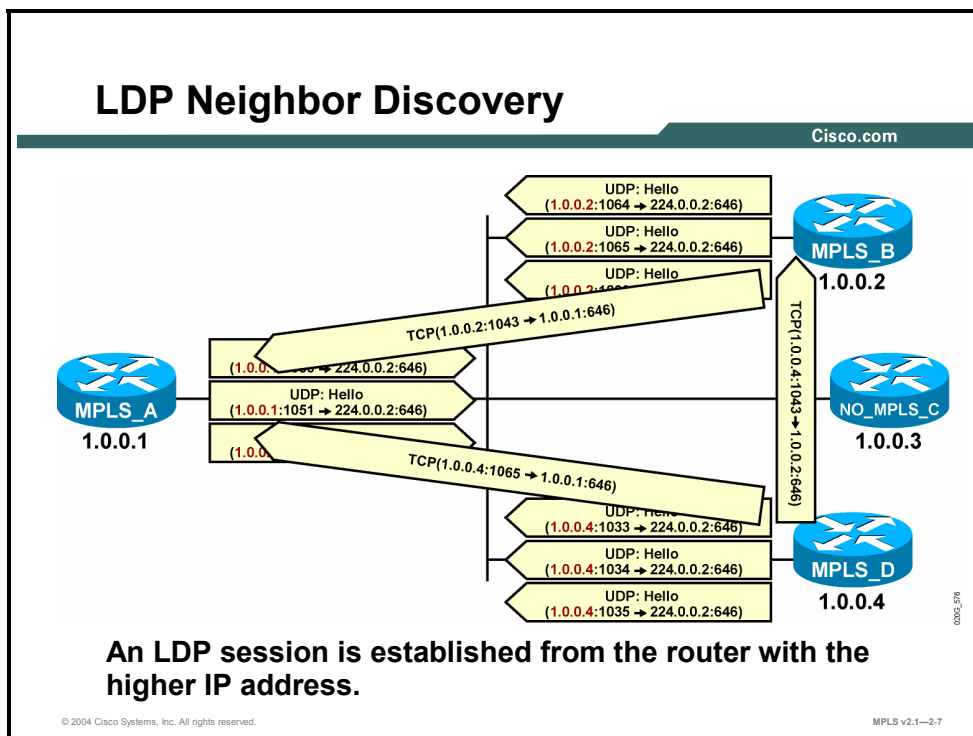 LDP Neighbor Discovery
Cisco.com
UDP: Hello
(1.0.0.2:1064 → 224.0.0.2:646)
UDP: Hello
(1.0.0.2:1065 → 224.0.0.2:646)
UDP: Hello
MPLS_B
1.0.0.2
TCP(1.0.0.2:1043 → 1.0.0.1:646)
→ 224.0.0.2:646)
UDP: Hello
(1.0.0.1:1051 → 224.0.0.2:646)
MPLS_A
1.0.0.1
TCP(1.0.0.4:1043 → 1.0.0.2:646)
NO_MPLS_C
1.0.0.3
TCP(1.0.0.4:1065 → 1.0.0.1:646)
UDP: Hello
(1.0.0.4:1033 → 224.0.0.2:646)
UDP: Hello
(1.0.0.4:1034 → 224.0.0.2:646)
UDP: Hello
(1.0.0.4:1035 → 224.0.0.2:646)
MPLS_D
1.0.0.4
020G_578
An LDP session is established from the router with the
higher IP address.
© 2004 Cisco Systems, Inc. All rights reserved.
MPLS v2.1—2-7